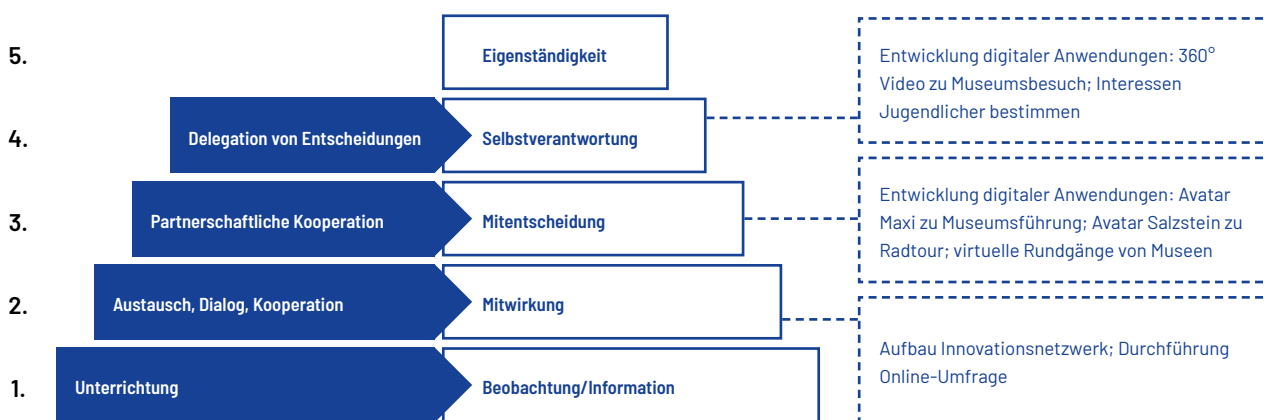 5.
Eigenständigkeit
Entwicklung digitaler Anwendungen: 360°
Video zu Museumsbesuch; Interessen
Jugendlicher bestimmen
4.
Delegation von Entscheidungen
Selbstverantwortung
3.
Partnerschaftliche Kooperation
Mitentscheidung
Entwicklung digitaler Anwendungen: Avatar
Maxi zu Museumsführung; Avatar Salzstein zu
Radtour; virtuelle Rundgänge von Museen
2.
Austausch, Dialog, Kooperation
Mitwirkung
Aufbau Innovationsnetzwerk; Durchführung
Online-Umfrage
1.
Unterrichtung
Beobachtung/Information